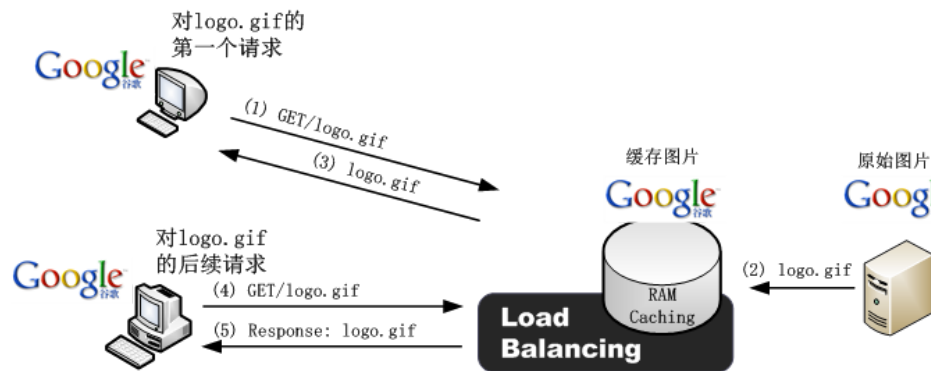 对logo.gif的
第一个请求
Google
谷歌
(1) GET/logo.gif
(3) logo.gif
缓存图片
Google
谷歌
原始图片
Googl
对logo.gif
的后续请求
Google
谷歌
(4) GET/logo.gif
(5) Response: logo.gif
(2) logo.gif
RAM
Caching
Load
Balancing